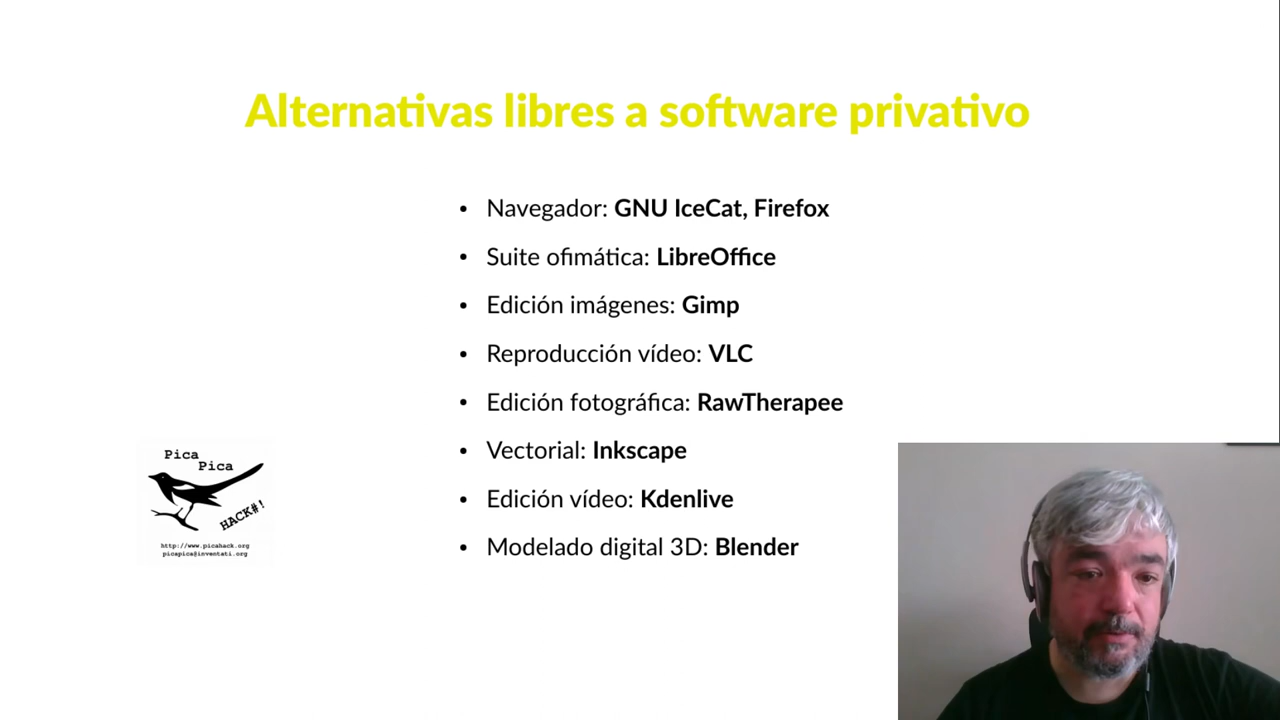 Alternativas libres a software privativo
• Navegador: GNU IceCat, Firefox
• Suite ofimática: LibreOffice
• Edición imágenes: Gimp
• Reproducción vídeo: VLC
• Edición fotográfica: RawTherapee
• Vectorial: Inkscape
• Edición vídeo: Kdenlive
• Modelado digital 3D: Blender
Pica
Pica
HACK#!
http://www.picahack.org
picapica@inventati.org